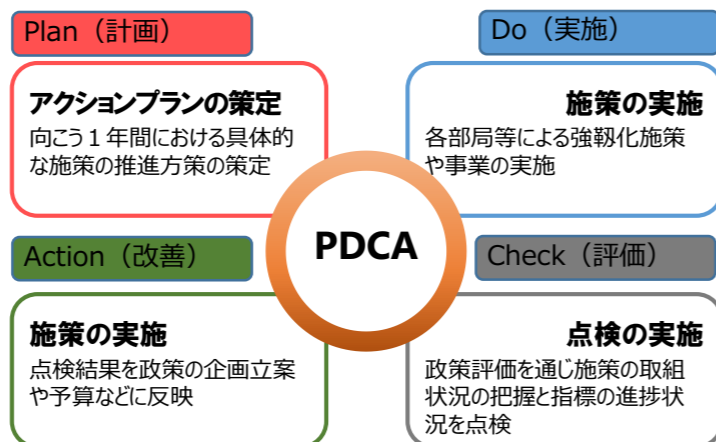 Plan（計画）
アクションプランの策定
向こう１年間における具体的
な施策の推進方策の策定
Do（実施）
施策の実施
各部局等による強靱化施策
や事業の実施
PDCA
Action（改善）
施策の実施
点検結果を政策の企画立案
や予算などに反映
Check（評価）
点検の実施
政策評価を通じ施策の取組
状況の把握と指標の進捗状
況を点検